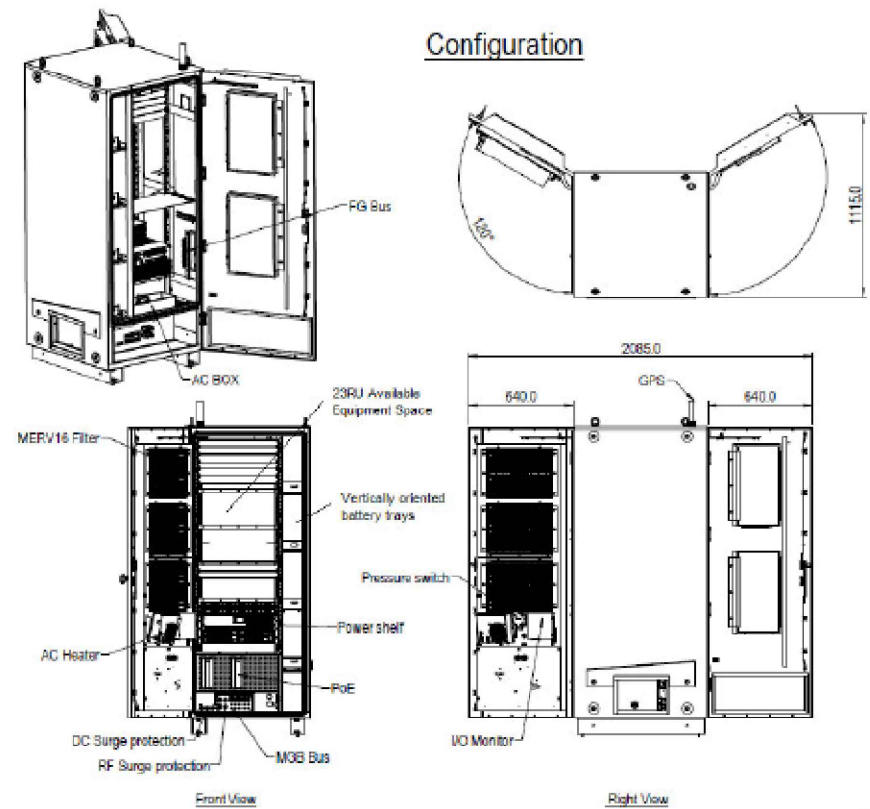 Configuration
FG Bus
AC BOX
120°
1115.0
2085.0
GPS
640.0
640.0
23RU Available
Equipment Space
MERV16 Filter
Vertically oriented
battery trays
Pressure switch
Power shelf
AC Heater
PoE
DC Surge protection
RF Surge protection
MGB Bus
I/O Monitor
Front View
Right View